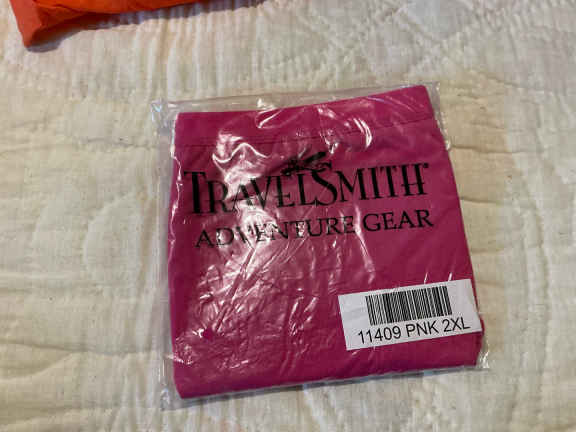 TRAVELSMITH®
ADVENTURE GEAR
11409 PNK 2XL